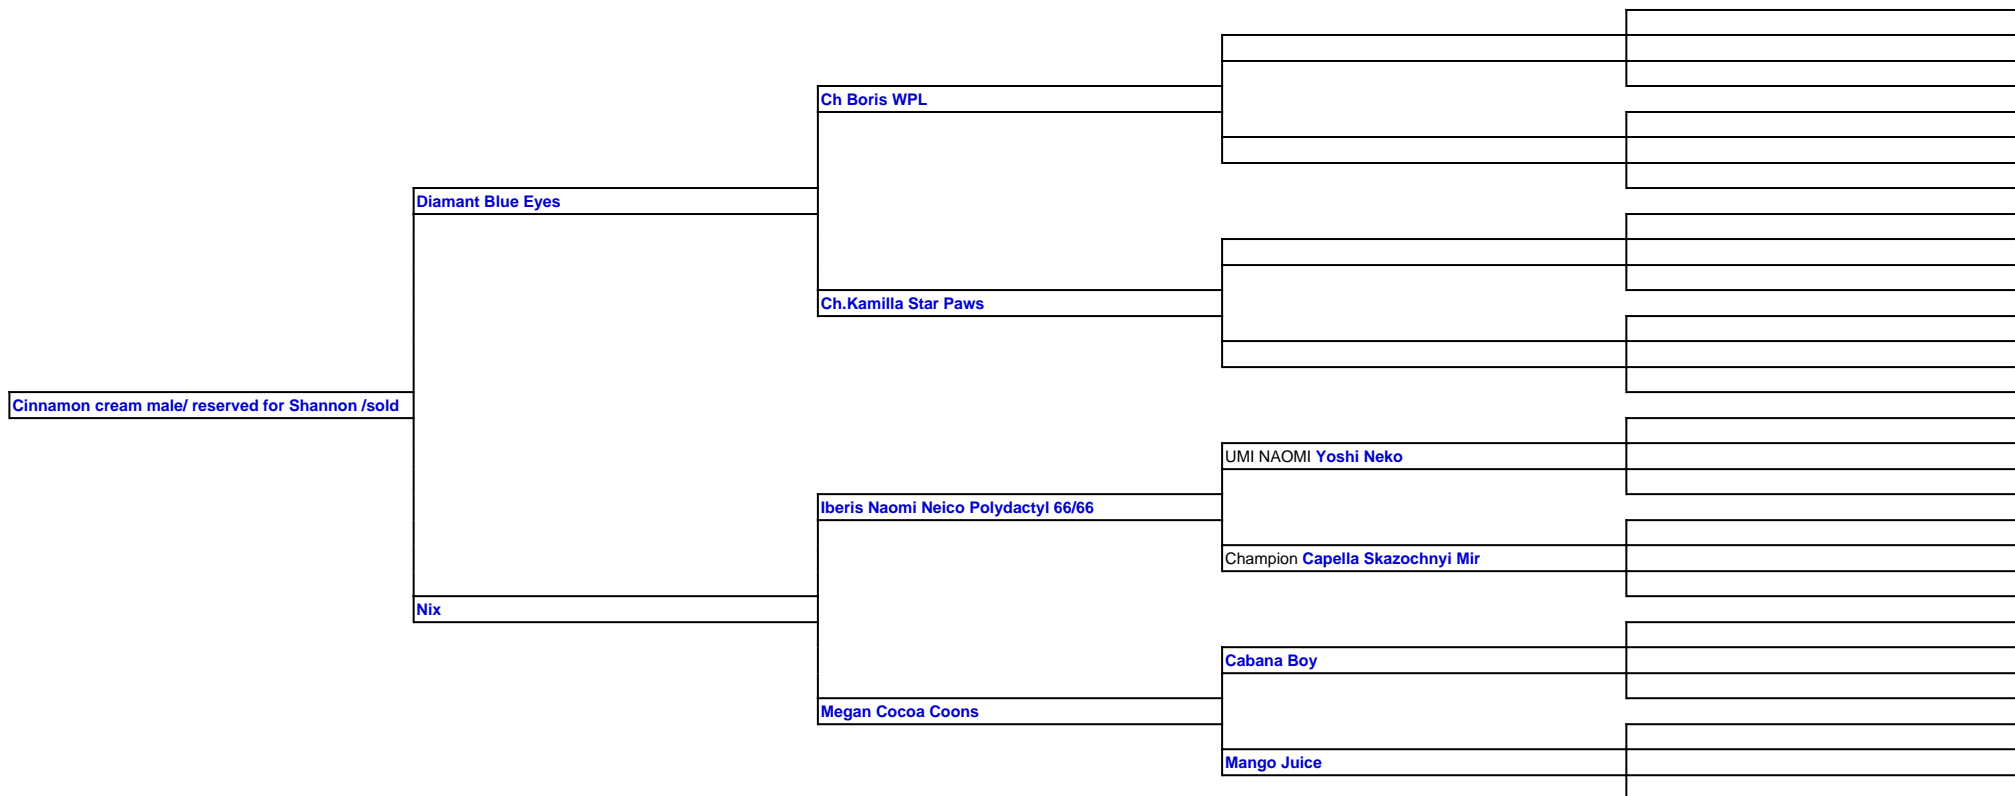 Ch Boris WPL
Diamant Blue Eyes
Ch.Kamilla Star Paws
Cinnamon cream male/ reserved for Shannon /sold
UMI NAOMI Yoshi Neko
Iberis Naomi Neico Polydactyl 66/66
Champion Capella Skazochnyi Mir
Nix
Cabana Boy
Megan Cocoa Coons
Mango Juice